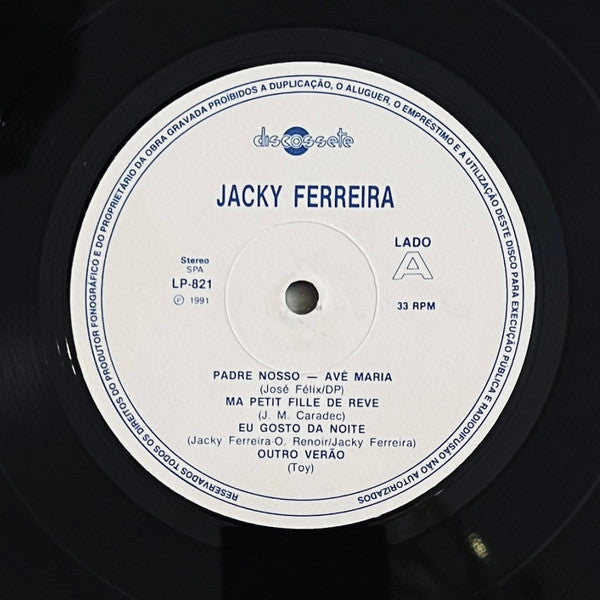 RESERVADOS TODOS OS DIREITOS DO PRODUTOR FONOGRÁFICO E DO PROPRIETÁRIO DA OBRA GRAVADA PROÍBIDOS A DUPLICAÇÃO, O ALUGUER, O EMPRÉSTIMO E A UTILIZAÇÃO DESTE DISCO PARA EXECUÇÃO PÚBLICA E RADIODIFUSÃO NÃO AUTORIZADOS
discossete
JACKY FERREIRA
LADO
A
Stereo
SPA
LP-821
℗ 1991
33 RPM
PADRE NOSSO — AVÉ MARIA
(José Félix/DP)
MA PETIT FILLE DE REVE
(J. M. Caradec)
EU GOSTO DA NOITE
(Jacky Ferreira-O. Renoir/Jacky Ferreira)
OUTRO VERÃO
(Toy)